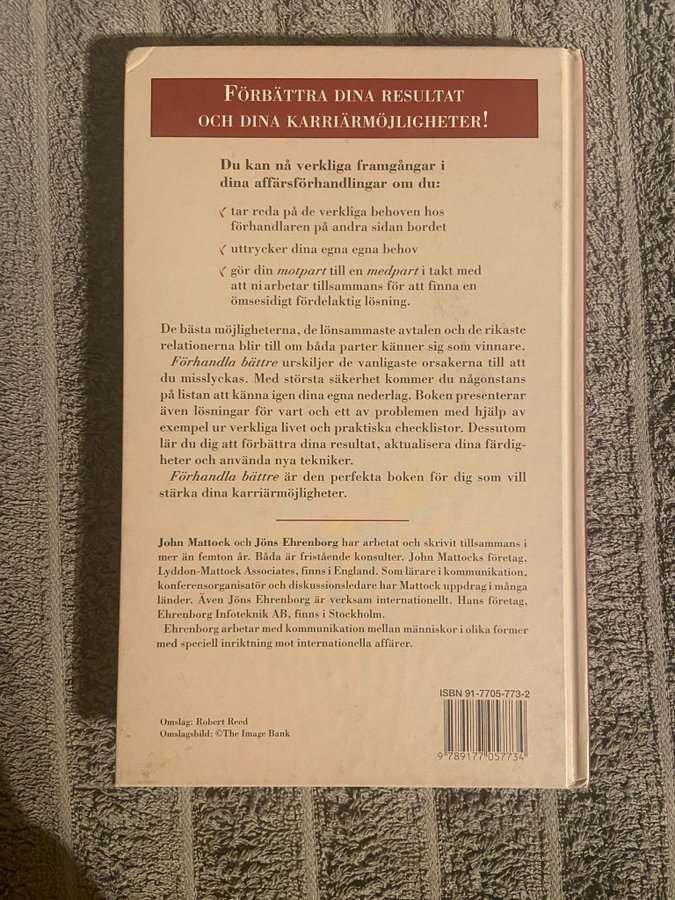 FÖRBÄTTRA DINA RESULTAT
OCH DINA KARRIÄRMÖJLIGHETER!
Du kan nå verkliga framgångar i
dina affärsförhandlingar om du:
tar reda på de verkliga behoven hos
förhandlaren på andra sidan bordet
uttrycker dina egna egna behov
gör din motpart till en medpart i takt med
att ni arbetar tillsammans för att finna en
ömsesidigt fördelaktig lösning.
De bästa möjligheterna, de lönsammaste avtalen och de rikaste
relationerna blir till om båda parter känner sig som vinnare.
Förhandla bättre urskiljer de vanligaste orsakerna till att
du misslyckas. Med största säkerhet kommer du någonstans
på listan att känna igen dina egna nederlag. Boken presenterar
även lösningar för vart och ett av problemen med hjälp av
exempel ur verkliga livet och praktiska checklistor. Dessutom
lär du dig att förbättra dina resultat, aktualisera dina färdig-
heter och använda nya tekniker.
Förhandla bättre är den perfekta boken för dig som vill
stärka dina karriärmöjligheter.
John Mattock och Jöns Ehrenborg har arbetat och skrivit tillsammans i
mer än femton år. Båda är fristående konsulter. John Mattocks företag,
Lyddon-Mattock Associates, finns i England. Som lärare i kommunikation,
konferensorganisatör och diskussionsledare har Mattock uppdrag i många
länder. Även Jöns Ehrenborg är verksam internationellt. Hans företag,
Ehrenborg Infoteknik AB, finns i Stockholm.
Ehrenborg arbetar med kommunikation mellan människor i olika former
med speciell inriktning mot internationella affärer.
ISBN 91-7705-773-2
Omslag: Robert Reed
Omslagsbild: ©The Image Bank
9 789177 057734